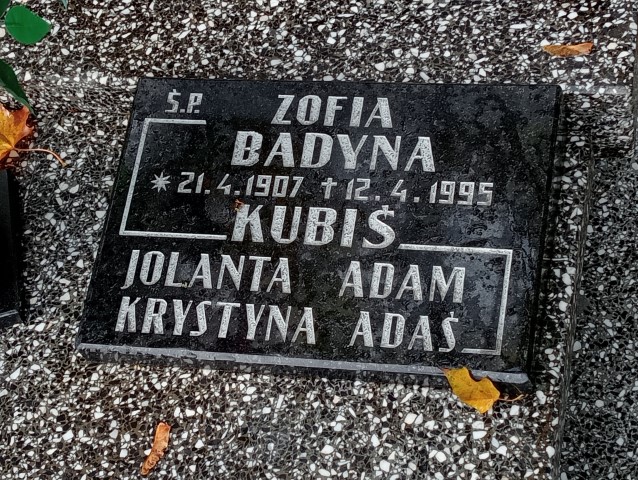 Ś.P. ZOFIA
BADYNA
* 21.4.1907 † 12.4.1995
KUBIŚ
JOLANTA ADAM
KRYSTYNA ADAŚ